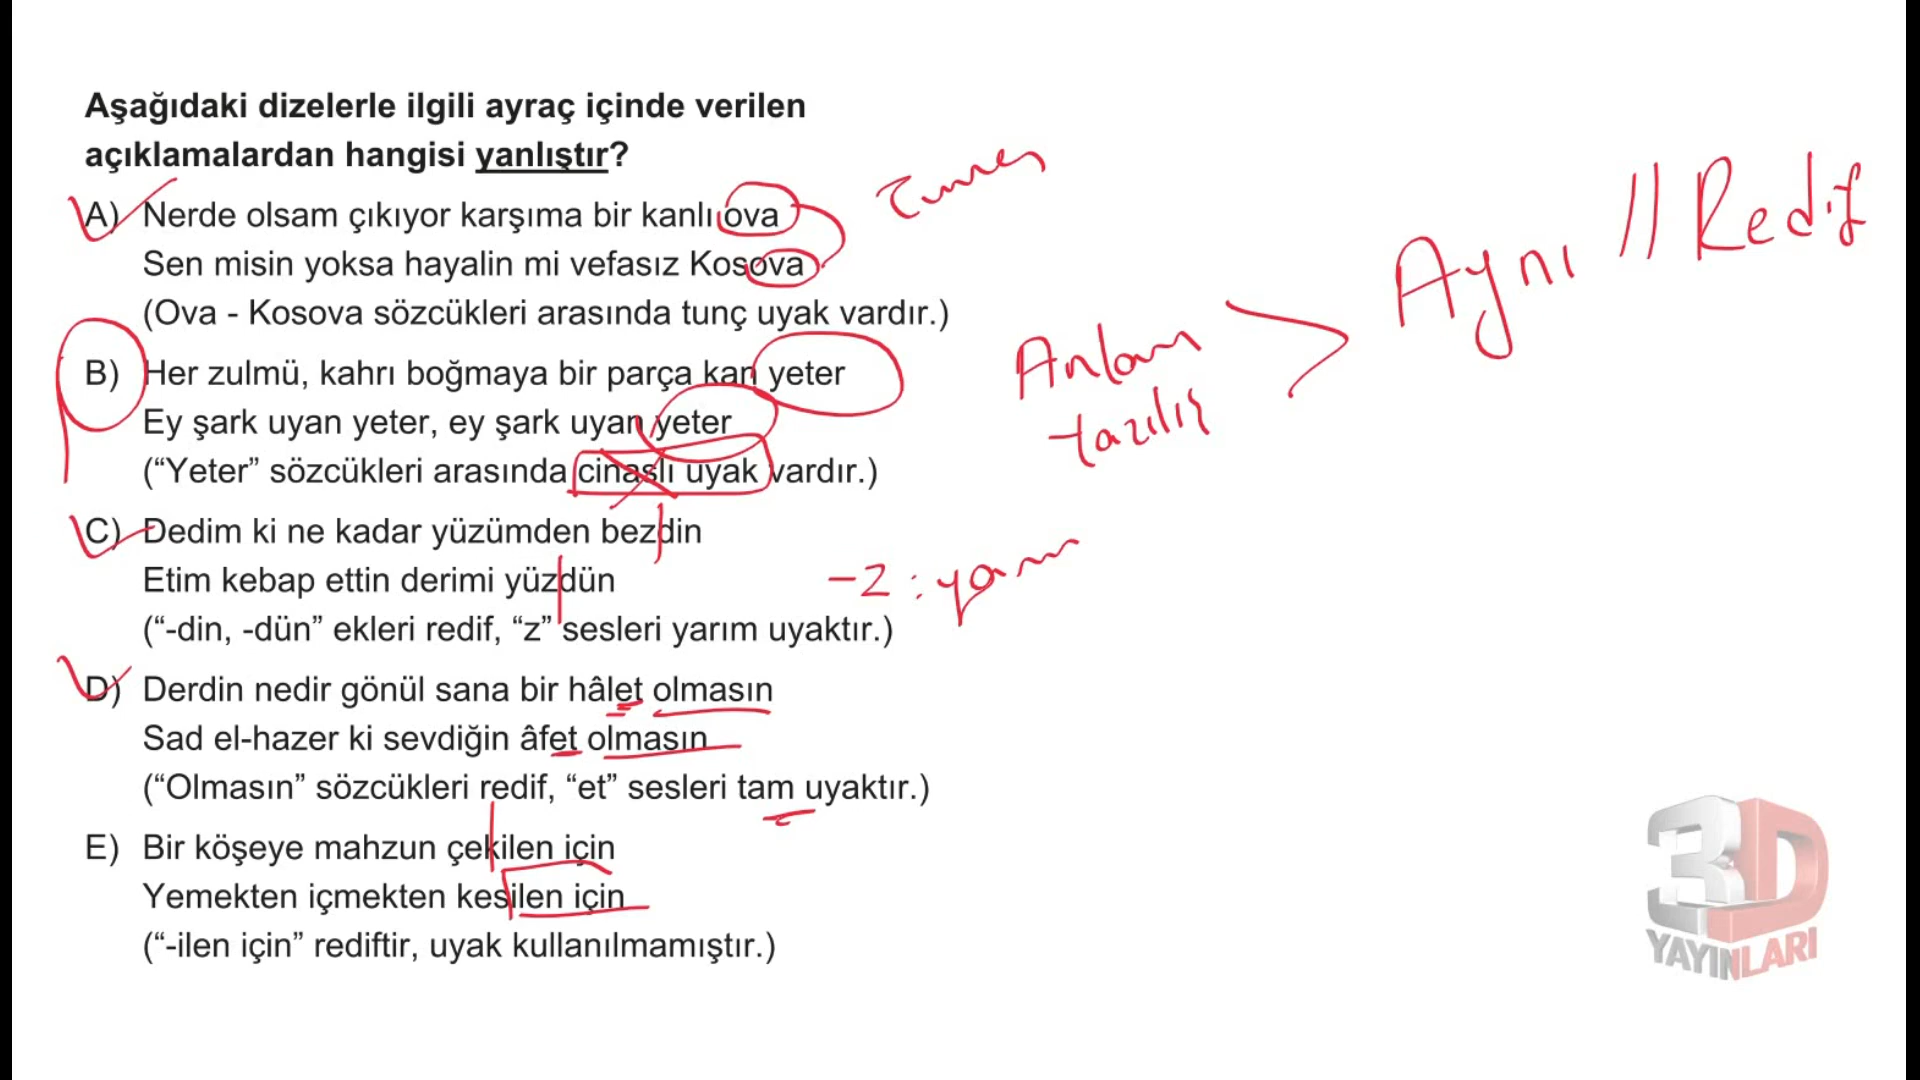 Aşağıdaki dizelerle ilgili ayraç içinde verilen
açıklamalardan hangisi yanlıştır?
A) Nerde olsam çıkıyor karşıma bir kanlı ova
Sen misin yoksa hayalin mi vefasız Kosova
(Ova - Kosova sözcükleri arasında tunç uyak vardır.)
B) Her zulmü, kahrı boğmaya bir parça kan yeter
Ey şark uyan yeter, ey şark uyan yeter
(“Yeter” sözcükleri arasında cinaslı uyak vardır.)
C) Dedim ki ne kadar yüzümden bezdin
Etim kebap ettin derimi yüzdün
(“-din, -dün” ekleri redif, “z” sesleri yarım uyaktır.)
D) Derdin nedir gönül sana bir hâlet olmasın
Sad el-hazer ki sevdiğin âfet olmasın
(“Olmasın” sözcükleri redif, “et” sesleri tam uyaktır.)
E) Bir köşeye mahzun çekilen için
Yemekten içmekten kesilen için
(“-ilen için” rediftir, uyak kullanılmamıştır.)
Anlam
Yazılış
Aynı // Redif
-z : yarım
3D
YAYINLARI